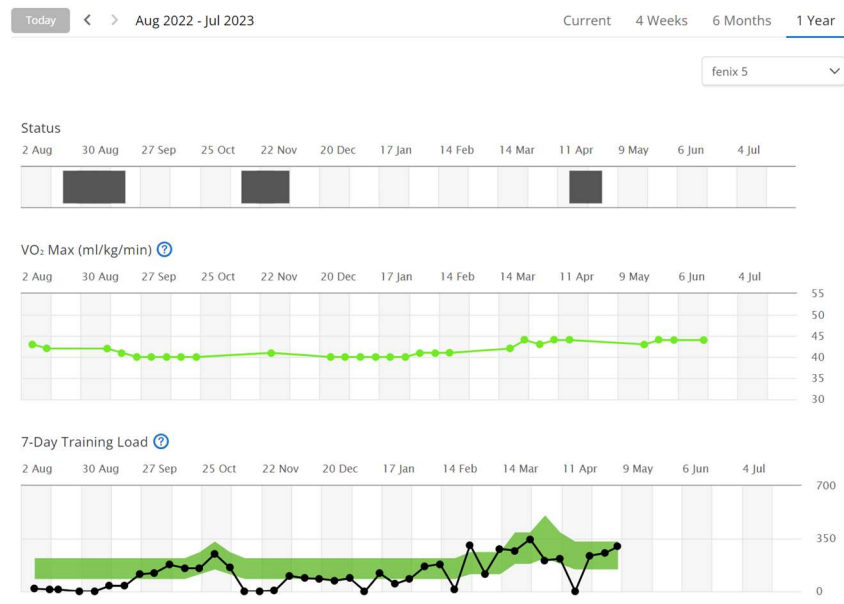 Today < > Aug 2022 - Jul 2023 Current 4 Weeks 6 Months 1 Year
fenix 5
Status
2 Aug 30 Aug 27 Sep 25 Oct 22 Nov 20 Dec 17 Jan 14 Feb 14 Mar 11 Apr 9 May 6 Jun 4 Jul
VO₂ Max (ml/kg/min) ?
2 Aug 30 Aug 27 Sep 25 Oct 22 Nov 20 Dec 17 Jan 14 Feb 14 Mar 11 Apr 9 May 6 Jun 4 Jul
55
50
45
40
35
30
7-Day Training Load ?
2 Aug 30 Aug 27 Sep 25 Oct 22 Nov 20 Dec 17 Jan 14 Feb 14 Mar 11 Apr 9 May 6 Jun 4 Jul
700
350
0